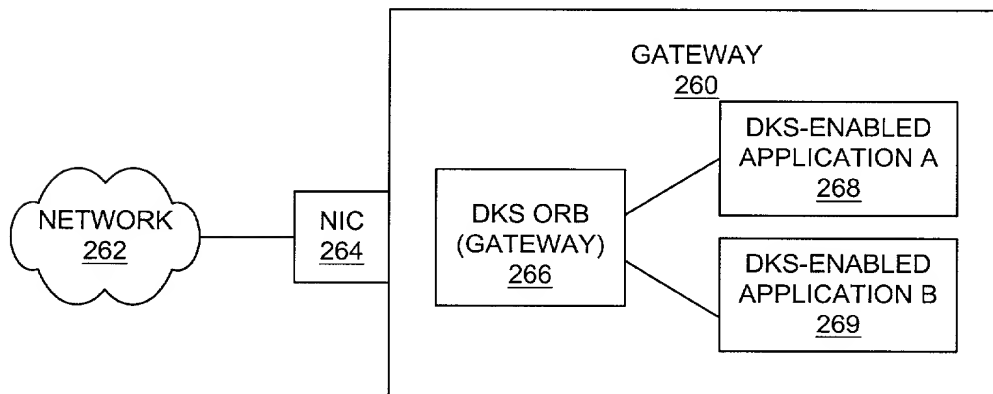 GATEWAY
260
DKS-ENABLED
APPLICATION A
268
NETWORK
262
NIC
264
DKS ORB
(GATEWAY)
266
DKS-ENABLED
APPLICATION B
269